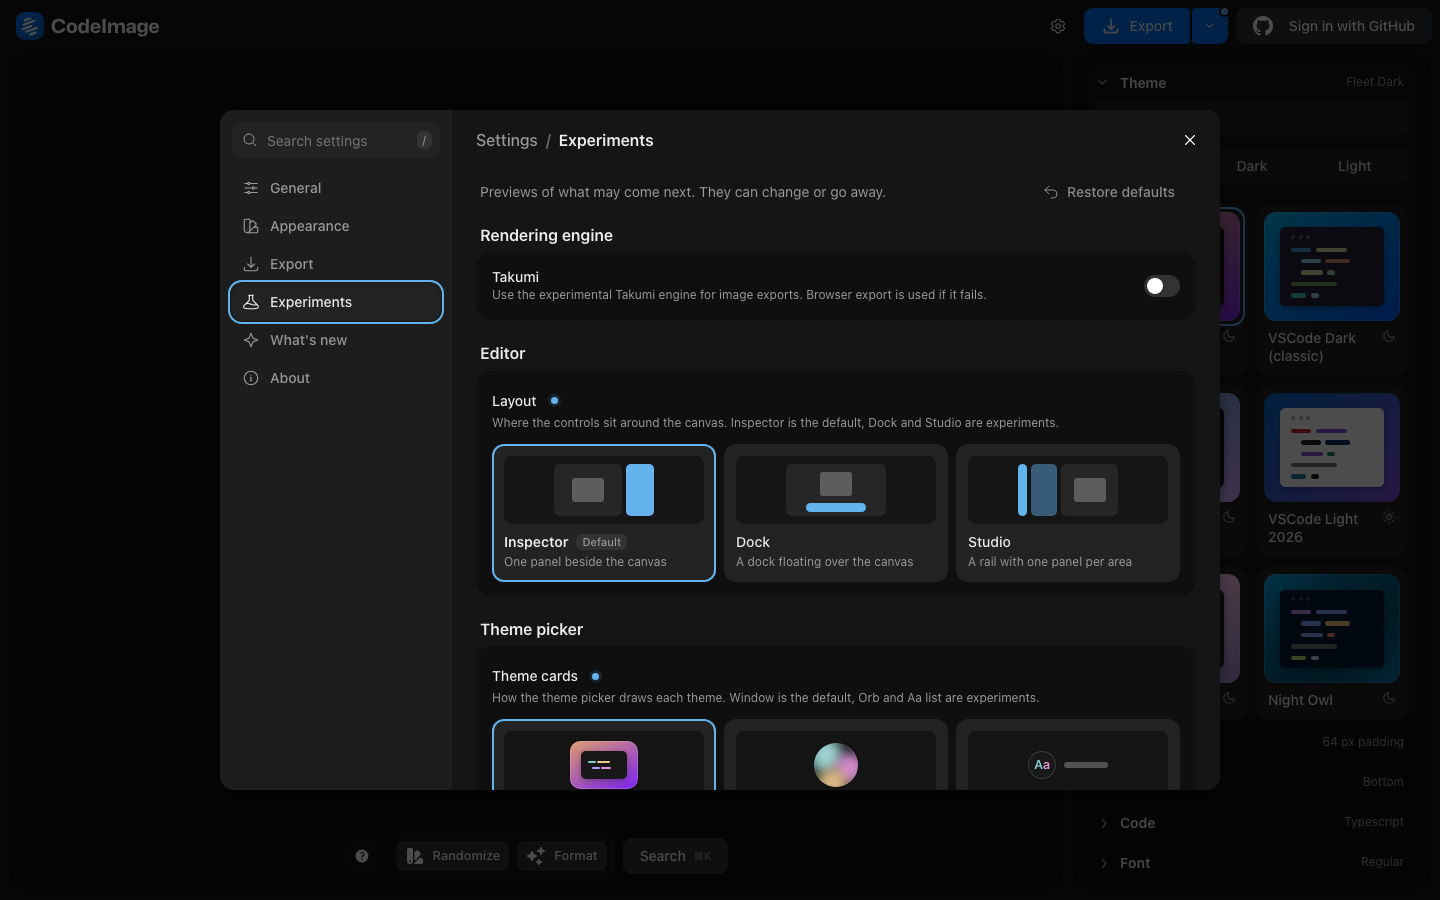 CodeImage
Export
Sign in with GitHub
Theme
Fleet Dark
Dark
Light
Search settings
/
General
Appearance
Export
Experiments
What's new
About
Settings / Experiments
Previews of what may come next. They can change or go away.
Restore defaults
Rendering engine
Takumi
Use the experimental Takumi engine for image exports. Browser export is used if it fails.
Editor
Layout
Where the controls sit around the canvas. Inspector is the default, Dock and Studio are experiments.
Inspector
Default
One panel beside the canvas
Dock
A dock floating over the canvas
Studio
A rail with one panel per area
Theme picker
Theme cards
How the theme picker draws each theme. Window is the default, Orb and Aa list are experiments.
Aa
VSCode Dark
(classic)
VSCode Light
2026
Night Owl
64 px padding
Bottom
Code
Typescript
Font
Regular
?
Randomize
Format
Search
⌘K